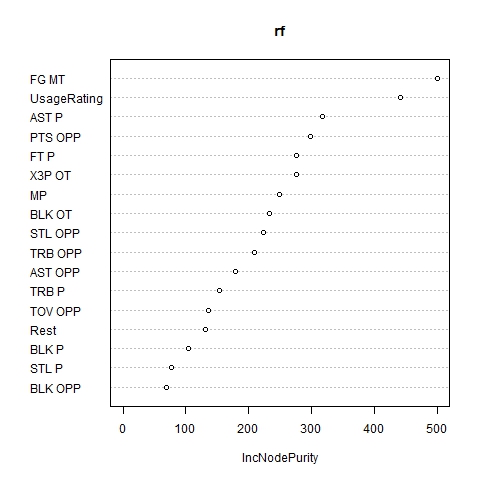 rf
FG MT
UsageRating
AST P
PTS OPP
FT P
X3P OT
MP
BLK OT
STL OPP
TRB OPP
AST OPP
TRB P
TOV OPP
Rest
BLK P
STL P
BLK OPP
0 100 200 300 400 500
IncNodePurity